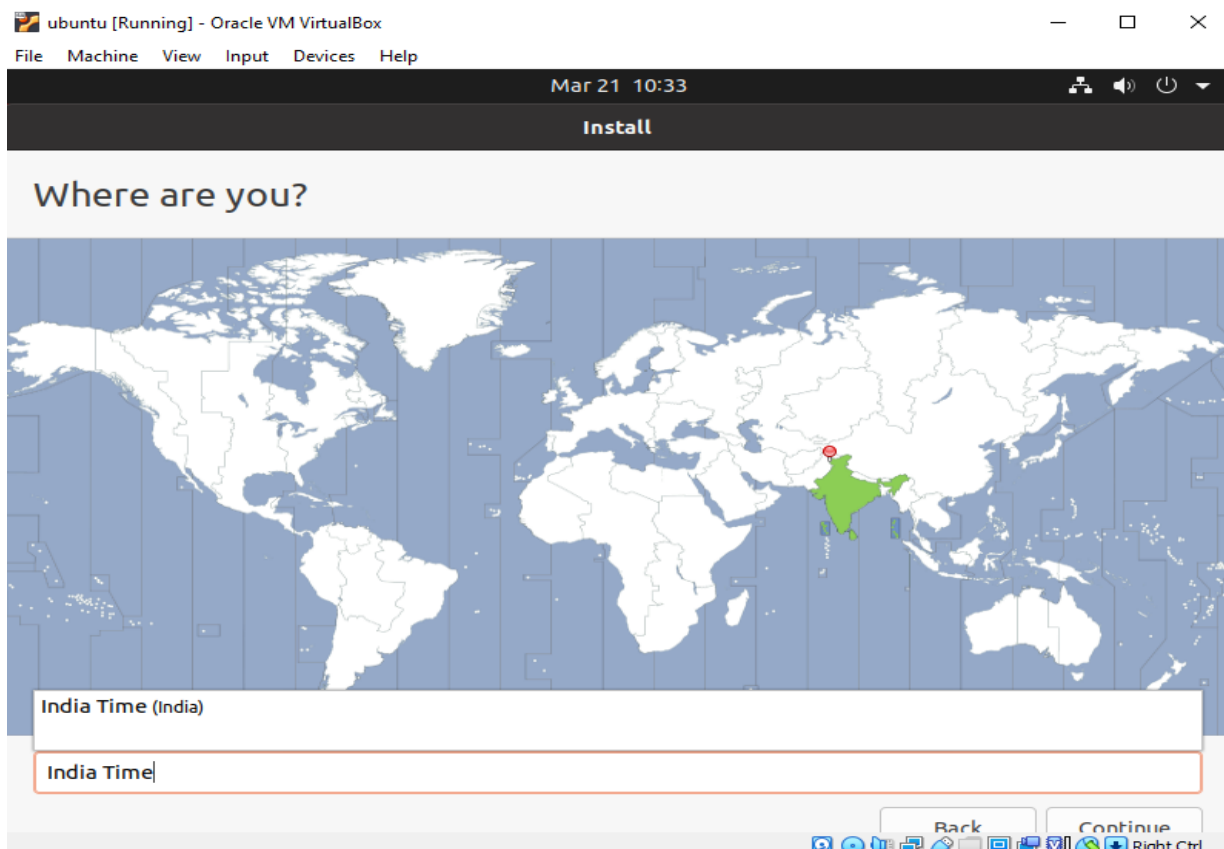 ubuntu [Running] - Oracle VM VirtualBox
File Machine View Input Devices Help
Mar 21 10:33
Install
Where are you?
India Time (India)
India Time
Back Continue
Right Ctrl